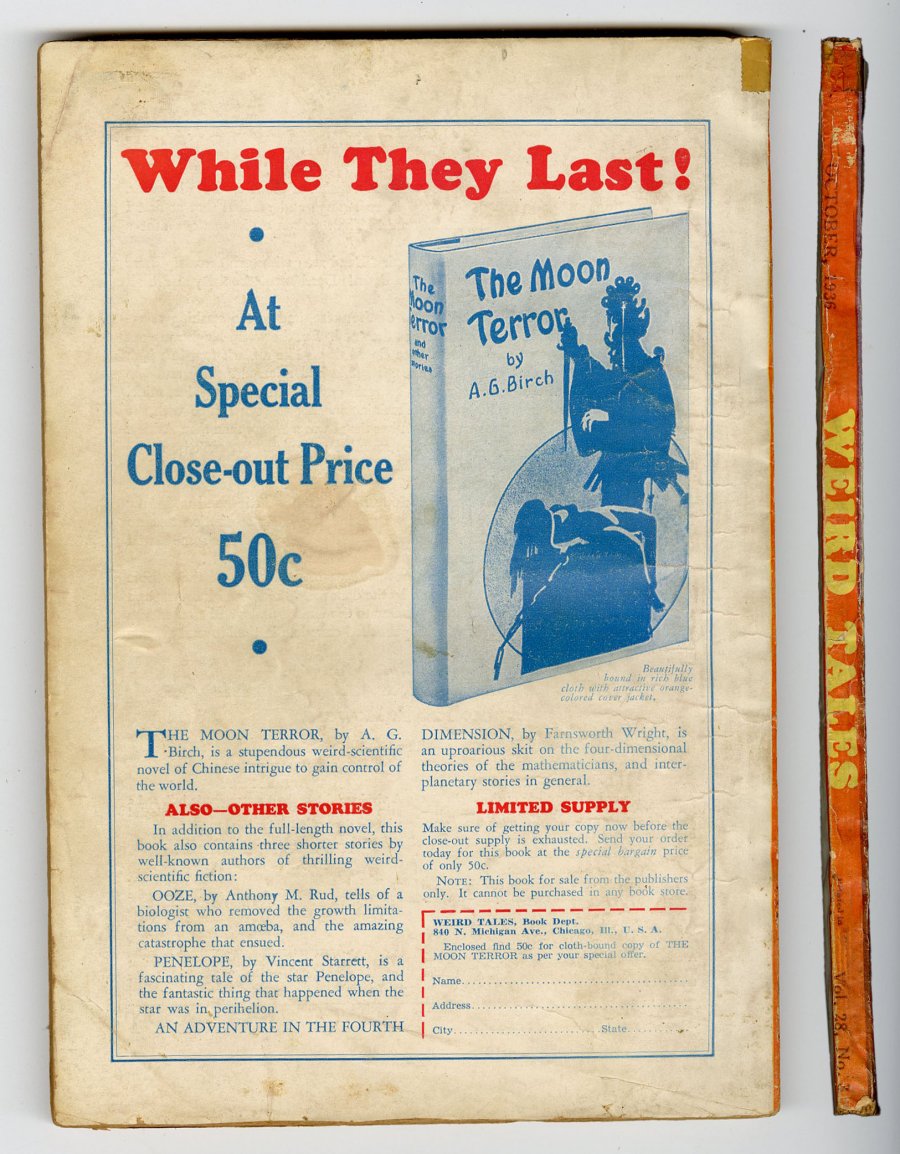 While They Last!
At
Special
Close-out Price
50c
The
Moon
Terror
and
other
stories
The Moon
Terror
by
A.G. Birch
Beautifully
bound in rich blue
cloth with attractive orange-
colored cover jacket.
THE MOON TERROR, by A. G.
Birch, is a stupendous weird-scientific
novel of Chinese intrigue to gain control of
the world.
ALSO—OTHER STORIES
In addition to the full-length novel, this
book also contains three shorter stories by
well-known authors of thrilling weird-
scientific fiction:
OOZE, by Anthony M. Rud, tells of a
biologist who removed the growth limita-
tions from an amœba, and the amazing
catastrophe that ensued.
PENELOPE, by Vincent Starrett, is a
fascinating tale of the star Penelope, and
the fantastic thing that happened when the
star was in perihelion.
AN ADVENTURE IN THE FOURTH
DIMENSION, by Farnsworth Wright, is
an uproarious skit on the four-dimensional
theories of the mathematicians, and inter-
planetary stories in general.
LIMITED SUPPLY
Make sure of getting your copy now before the
close-out supply is exhausted. Send your order
today for this book at the special bargain price
of only 50c.
NOTE: This book for sale from the publishers
only. It cannot be purchased in any book store.
WEIRD TALES, Book Dept.
840 N. Michigan Ave., Chicago, Ill., U. S. A.
Enclosed find 50c for cloth-bound copy of THE
MOON TERROR as per your special offer.
Name
Address
City State
OCTOBER, 1936
WEIRD TALES
Vol. 28, No.